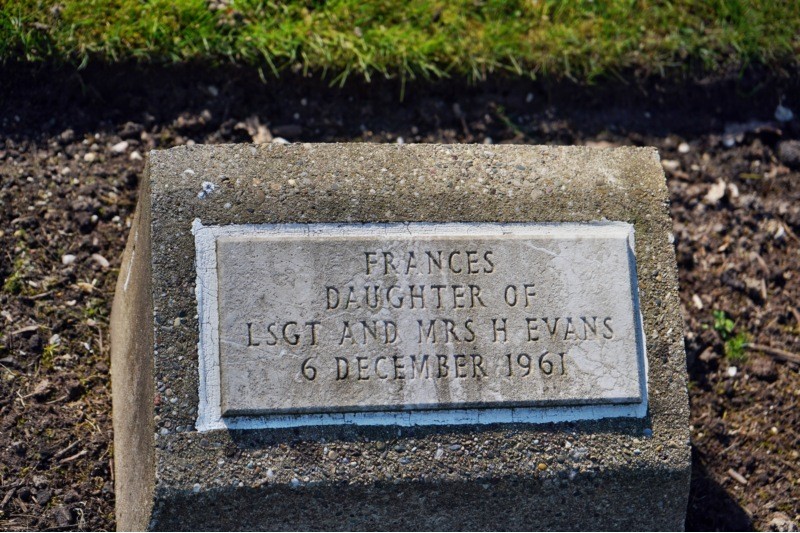 FRANCES
DAUGHTER OF
LSGT AND MRS H EVANS
6 DECEMBER 1961